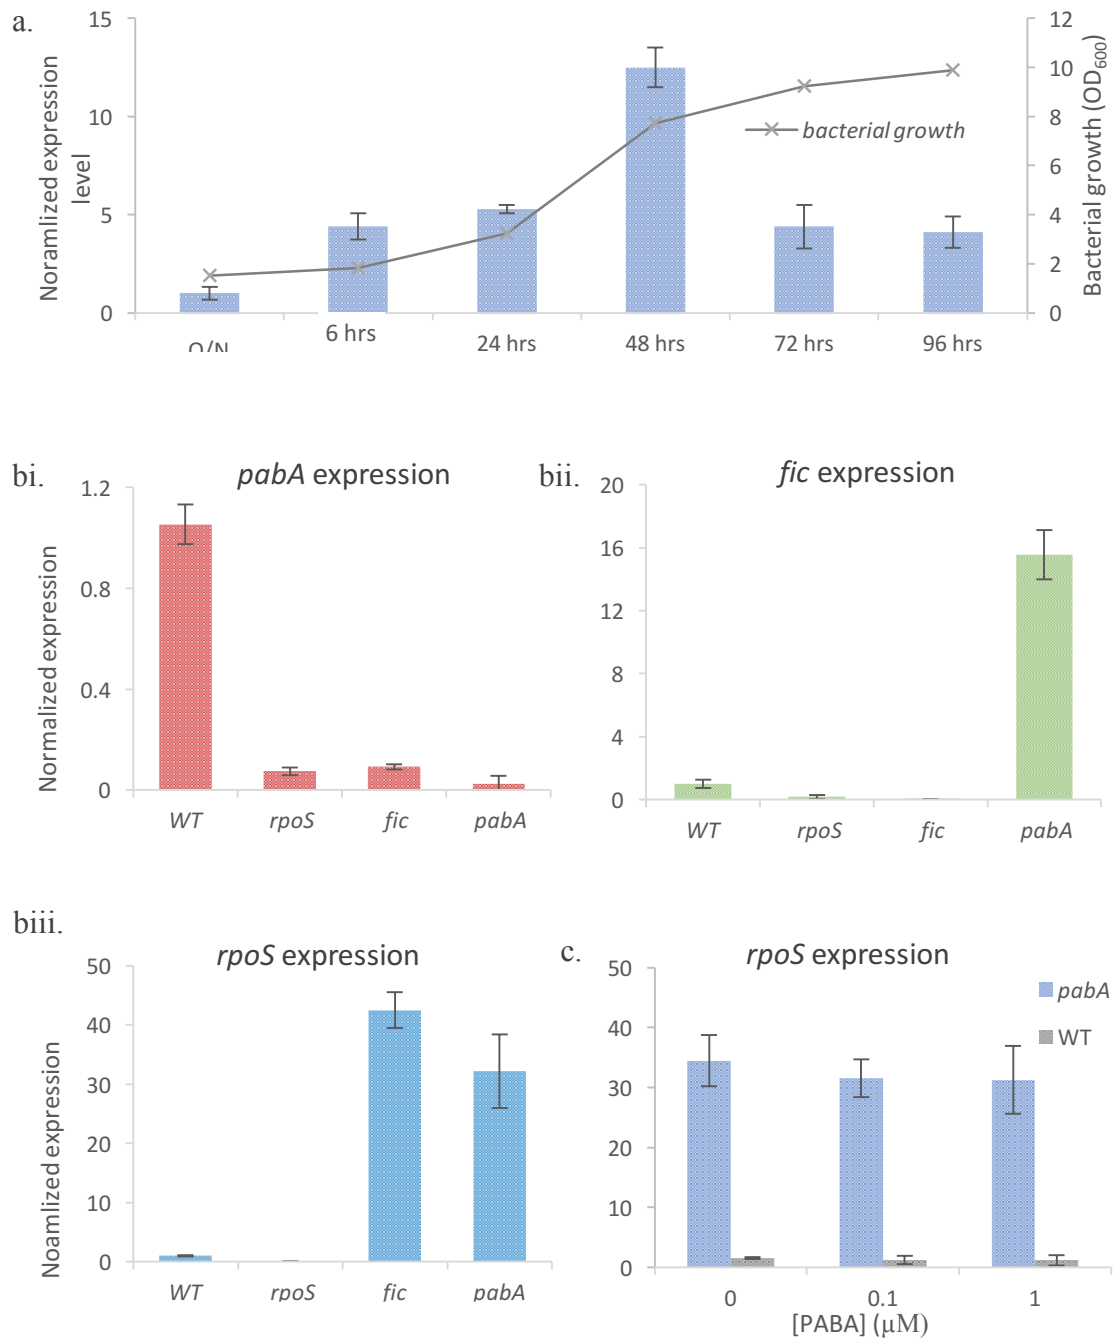 a.
15
10
5
0
Noramlized expression
level
12
10
8
6
4
2
0
Bacterial growth (OD600)
bacterial growth
O/N
6 hrs
24 hrs
48 hrs
72 hrs
96 hrs
bi.
pabA expression
1.2
0.8
0.4
0
Normalized expression
WT
rpoS
fic
pabA
bii.
fic expression
20
16
12
8
4
0
WT
rpoS
fic
pabA
biii.
rpoS expression
50
40
30
20
10
0
Noamlized expression
WT
rpoS
fic
pabA
c.
rpoS expression
50
40
30
20
10
0
pabA
WT
0
0.1
1
[PABA] (μM)